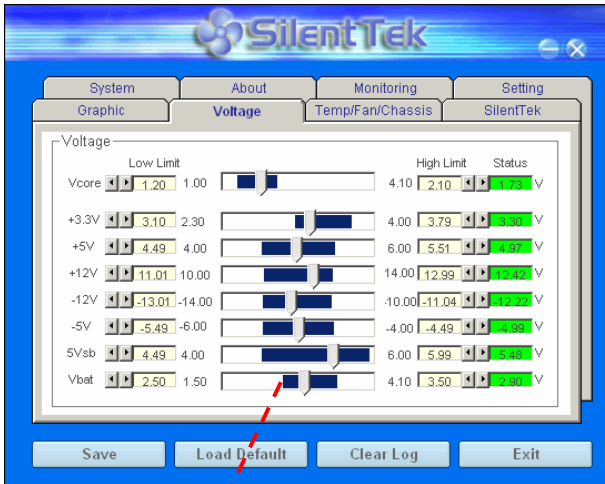 SilentTek
System About Monitoring Setting
Graphic Voltage Temp/Fan/Chassis SilentTek
Voltage
Low Limit High Limit Status
Vcore 1.20 1.00 4.10 2.10 1.73 V
+3.3V 3.10 2.30 4.00 3.79 3.30 V
+5V 4.49 4.00 6.00 5.51 4.97 V
+12V 11.01 10.00 14.00 12.99 12.42 V
-12V -13.01 -14.00 -10.00 -11.04 -12.22 V
-5V -5.49 -6.00 -4.00 -4.49 -4.99 V
5Vsb 4.49 4.00 6.00 5.99 5.48 V
Vbat 2.50 1.50 4.10 3.50 2.90 V
Save Load Default Clear Log Exit